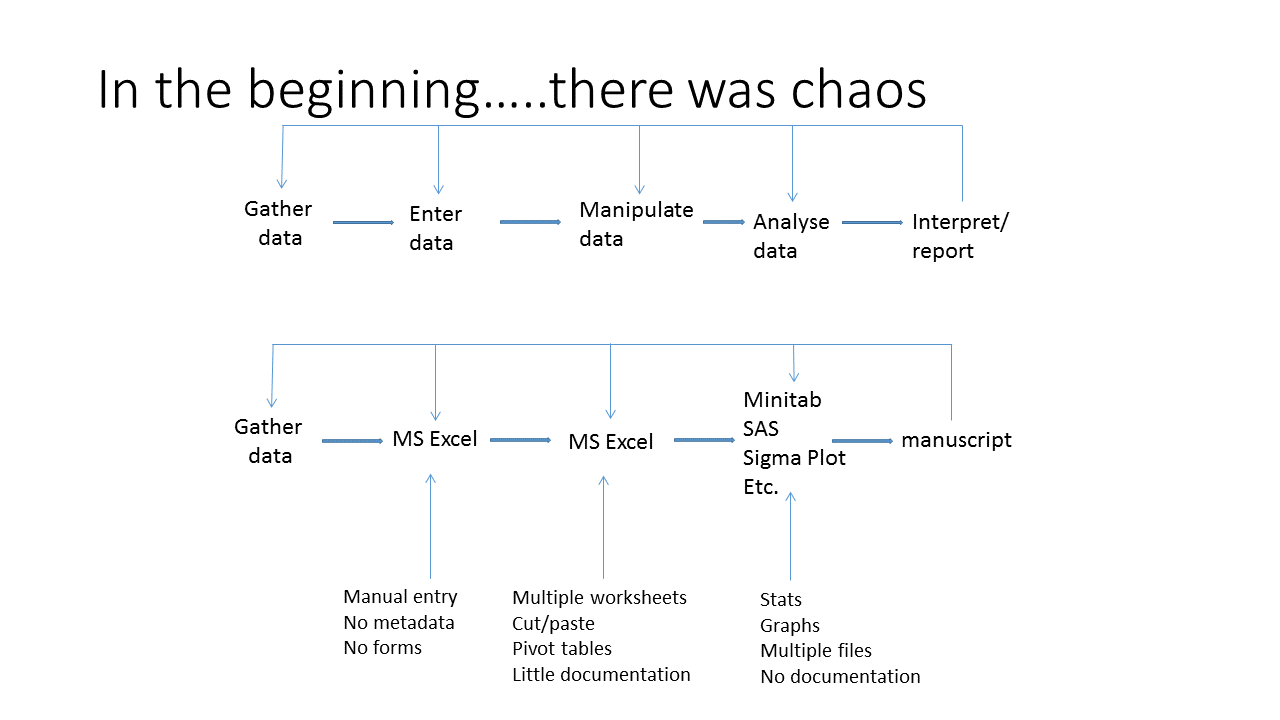 In the beginning.....there was chaos
Gather
data
Enter
data
Manipulate
data
Analyse
data
Interpret/
report
Gather
data
MS Excel
MS Excel
Minitab
SAS
Sigma Plot
Etc.
manuscript
Manual entry
No metadata
No forms
Multiple worksheets
Cut/paste
Pivot tables
Little documentation
Stats
Graphs
Multiple files
No documentation